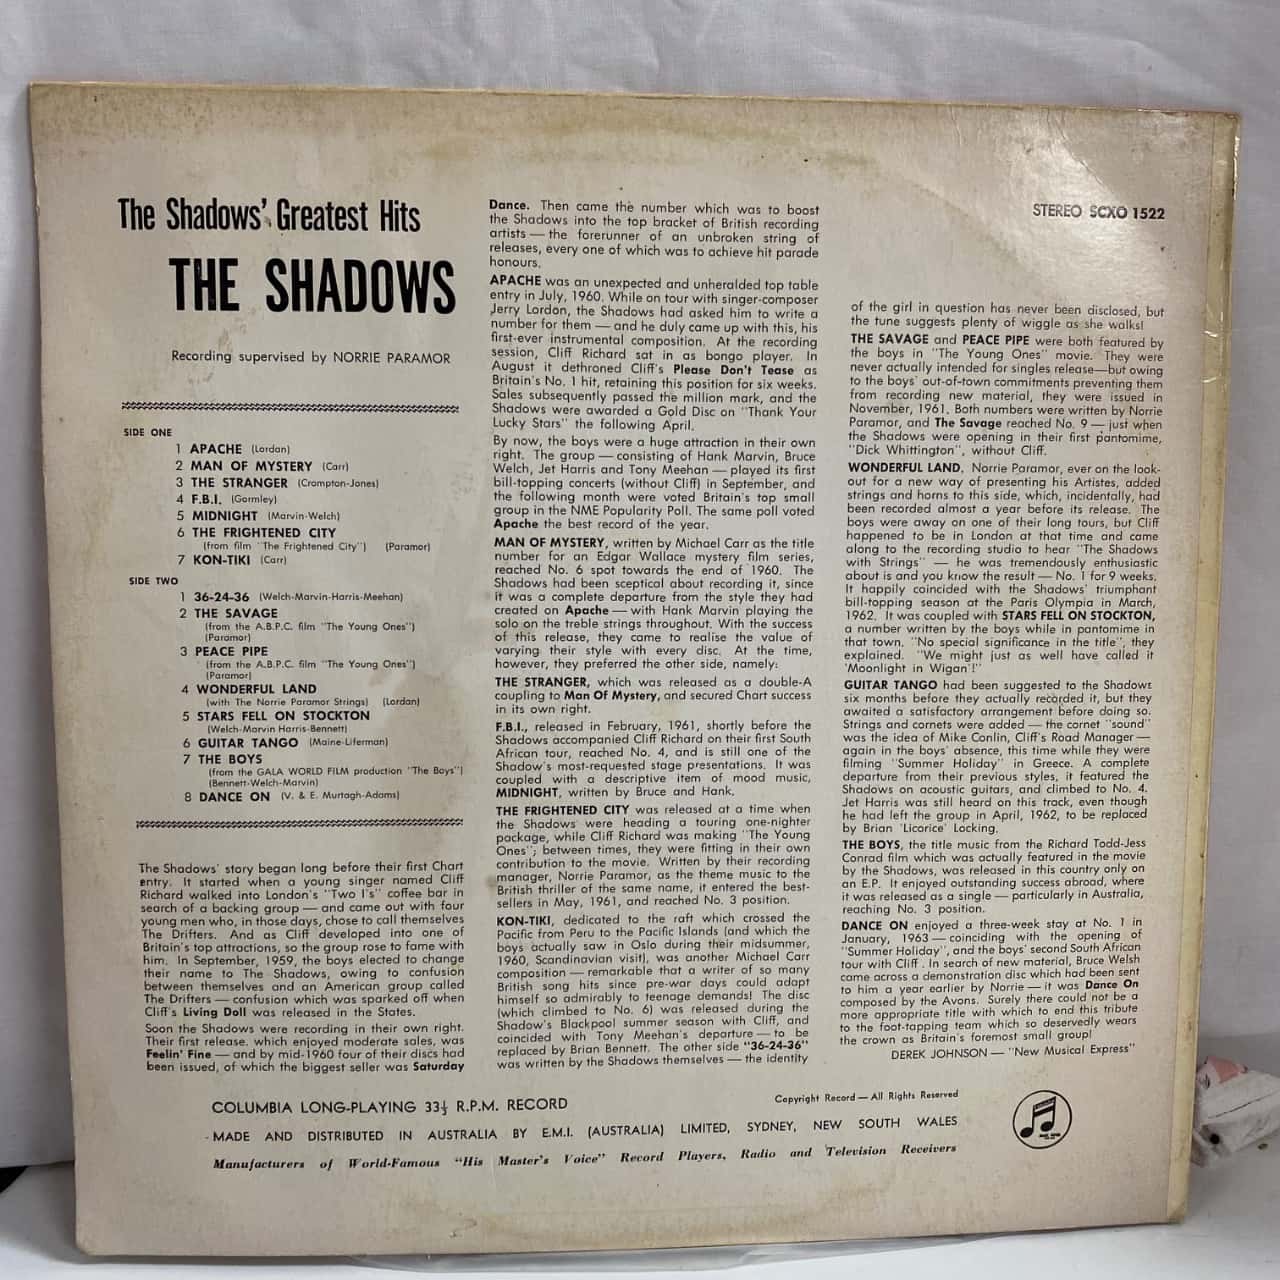 The Shadows' Greatest Hits
THE SHADOWS
Recording supervised by NORRIE PARAMOR
SIDE ONE
1 APACHE (Lordan)
2 MAN OF MYSTERY (Carr)
3 THE STRANGER (Crompton-Jones)
4 F.B.I. (Gormley)
5 MIDNIGHT (Marvin-Welch)
6 THE FRIGHTENED CITY
(from film "The Frightened City") (Paramor)
7 KON-TIKI (Carr)
SIDE TWO
1 36-24-36 (Welch-Marvin-Harris-Meehan)
2 THE SAVAGE
(from the A.B.P.C. film "The Young Ones")
(Paramor)
3 PEACE PIPE
(from the A.B.P.C. film "The Young Ones")
(Paramor)
4 WONDERFUL LAND
(with The Norrie Paramor Strings) (Lordan)
5 STARS FELL ON STOCKTON
(Welch-Marvin Harris-Bennett)
6 GUITAR TANGO (Maine-Liferman)
7 THE BOYS
(from the GALA WORLD FILM production "The Boys")
(Bennett-Welch-Marvin)
8 DANCE ON (V. & E. Murtagh-Adams)
The Shadows' story began long before their first Chart
entry. It started when a young singer named Cliff
Richard walked into London's "Two I's" coffee bar in
search of a backing group — and came out with four
young men who, in those days, chose to call themselves
The Drifters. And as Cliff developed into one of
Britain's top attractions, so the group rose to fame with
him. In September, 1959, the boys elected to change
their name to The Shadows, owing to confusion
between themselves and an American group called
The Drifters — confusion which was sparked off when
Cliff's Living Doll was released in the States.
Soon the Shadows were recording in their own right.
Their first release. which enjoyed moderate sales, was
Feelin' Fine — and by mid-1960 four of their discs had
been issued, of which the biggest seller was Saturday
Dance. Then came the number which was to boost
the Shadows into the top bracket of British recording
artists — the forerunner of an unbroken string of
releases, every one of which was to achieve hit parade
honours.
APACHE was an unexpected and unheralded top table
entry in July, 1960. While on tour with singer-composer
Jerry Lordon, the Shadows had asked him to write a
number for them — and he duly came up with this, his
first-ever instrumental composition. At the recording
session, Cliff Richard sat in as bongo player. In
August it dethroned Cliff's Please Don't Tease as
Britain's No. 1 hit, retaining this position for six weeks.
Sales subsequently passed the million mark, and the
Shadows were awarded a Gold Disc on "Thank Your
Lucky Stars" the following April.
By now, the boys were a huge attraction in their own
right. The group — consisting of Hank Marvin, Bruce
Welch, Jet Harris and Tony Meehan — played its first
bill-topping concerts (without Cliff) in September, and
the following month were voted Britain's top small
group in the NME Popularity Poll. The same poll voted
Apache the best record of the year.
MAN OF MYSTERY, written by Michael Carr as the title
number for an Edgar Wallace mystery film series,
reached No. 6 spot towards the end of 1960. The
Shadows had been sceptical about recording it, since
it was a complete departure from the style they had
created on Apache — with Hank Marvin playing the
solo on the treble strings throughout. With the success
of this release, they came to realise the value of
varying their style with every disc. At the time,
however, they preferred the other side, namely:
THE STRANGER, which was released as a double-A
coupling to Man Of Mystery, and secured Chart success
in its own right.
F.B.I., released in February, 1961, shortly before the
Shadows accompanied Cliff Richard on their first South
African tour, reached No. 4, and is still one of the
Shadow's most-requested stage presentations. It was
coupled with a descriptive item of mood music,
MIDNIGHT, written by Bruce and Hank.
THE FRIGHTENED CITY was released at a time when
the Shadows were heading a touring one-nighter
package, while Cliff Richard was making "The Young
Ones"; between times, they were fitting in their own
contribution to the movie. Written by their recording
manager, Norrie Paramor, as the theme music to the
British thriller of the same name, it entered the best-
sellers in May, 1961, and reached No. 3 position.
KON-TIKI, dedicated to the raft which crossed the
Pacific from Peru to the Pacific Islands (and which the
boys actually saw in Oslo during their midsummer,
1960, Scandinavian visit), was another Michael Carr
composition — remarkable that a writer of so many
British song hits since pre-war days could adapt
himself so admirably to teenage demands! The disc
(which climbed to No. 6) was released during the
Shadow's Blackpool summer season with Cliff, and
coincided with Tony Meehan's departure — to be
replaced by Brian Bennett. The other side "36-24-36"
was written by the Shadows themselves — the identity
STEREO SCXO 1522
of the girl in question has never been disclosed, but
the tune suggests plenty of wiggle as she walks!
THE SAVAGE and PEACE PIPE were both featured by
the boys in "The Young Ones" movie. They were
never actually intended for singles release—but owing
to the boys' out-of-town commitments preventing them
from recording new material, they were issued in
November, 1961. Both numbers were written by Norrie
Paramor, and The Savage reached No. 9 — just when
the Shadows were opening in their first pantomime,
"Dick Whittington", without Cliff.
WONDERFUL LAND. Norrie Paramor, ever on the look-
out for a new way of presenting his Artistes, added
strings and horns to this side, which, incidentally, had
been recorded almost a year before its release. The
boys were away on one of their long tours, but Cliff
happened to be in London at that time and came
along to the recording studio to hear "The Shadows
with Strings" — he was tremendously enthusiastic
about is and you know the result — No. 1 for 9 weeks.
It happily coincided with the Shadows' triumphant
bill-topping season at the Paris Olympia in March,
1962. It was coupled with STARS FELL ON STOCKTON,
a number written by the boys while in pantomime in
that town. "No special significance in the title", they
explained. "We might just as well have called it
'Moonlight in Wigan'!"
GUITAR TANGO had been suggested to the Shadows
six months before they actually recorded it, but they
awaited a satisfactory arrangement before doing so.
Strings and cornets were added — the cornet "sound"
was the idea of Mike Conlin, Cliff's Road Manager —
again in the boys' absence, this time while they were
filming "Summer Holiday" in Greece. A complete
departure from their previous styles, it featured the
Shadows on acoustic guitars, and climbed to No. 4.
Jet Harris was still heard on this track, even though
he had left the group in April, 1962, to be replaced
by Brian 'Licorice' Locking.
THE BOYS, the title music from the Richard Todd-Jess
Conrad film which was actually featured in the movie
by the Shadows, was released in this country only on
an E.P. It enjoyed outstanding success abroad, where
it was released as a single — particularly in Australia,
reaching No. 3 position.
DANCE ON enjoyed a three-week stay at No. 1 in
January, 1963 — coinciding with the opening of
"Summer Holiday", and the boys' second South African
tour with Cliff. In search of new material, Bruce Welsh
came across a demonstration disc which had been sent
to him a year earlier by Norrie — it was Dance On
composed by the Avons. Surely there could not be a
more appropriate title with which to end this tribute
to the foot-tapping team which so deservedly wears
the crown as Britain's foremost small group!
DEREK JOHNSON — "New Musical Express"
COLUMBIA LONG-PLAYING 33⅓ R.P.M. RECORD
Copyright Record — All Rights Reserved
MADE AND DISTRIBUTED IN AUSTRALIA BY E.M.I. (AUSTRALIA) LIMITED, SYDNEY, NEW SOUTH WALES
Manufacturers of World-Famous "His Master's Voice" Record Players, Radio and Television Receivers